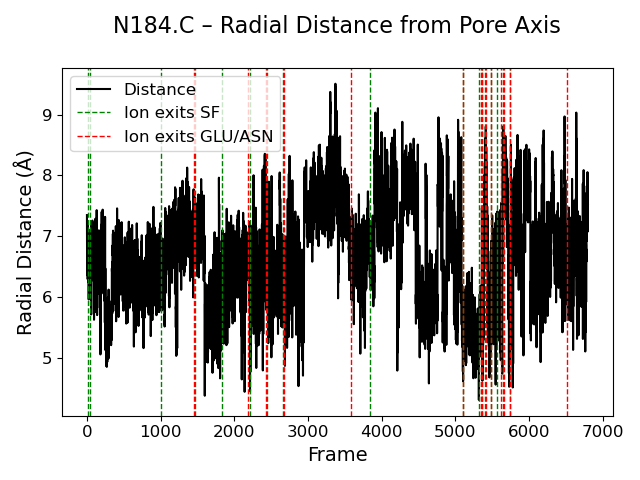 N184.C – Radial Distance from Pore Axis
Distance
Ion exits SF
Ion exits GLU/ASN
Radial Distance (Å)
9
8
7
6
5
0
1000
2000
3000
4000
5000
6000
7000
Frame